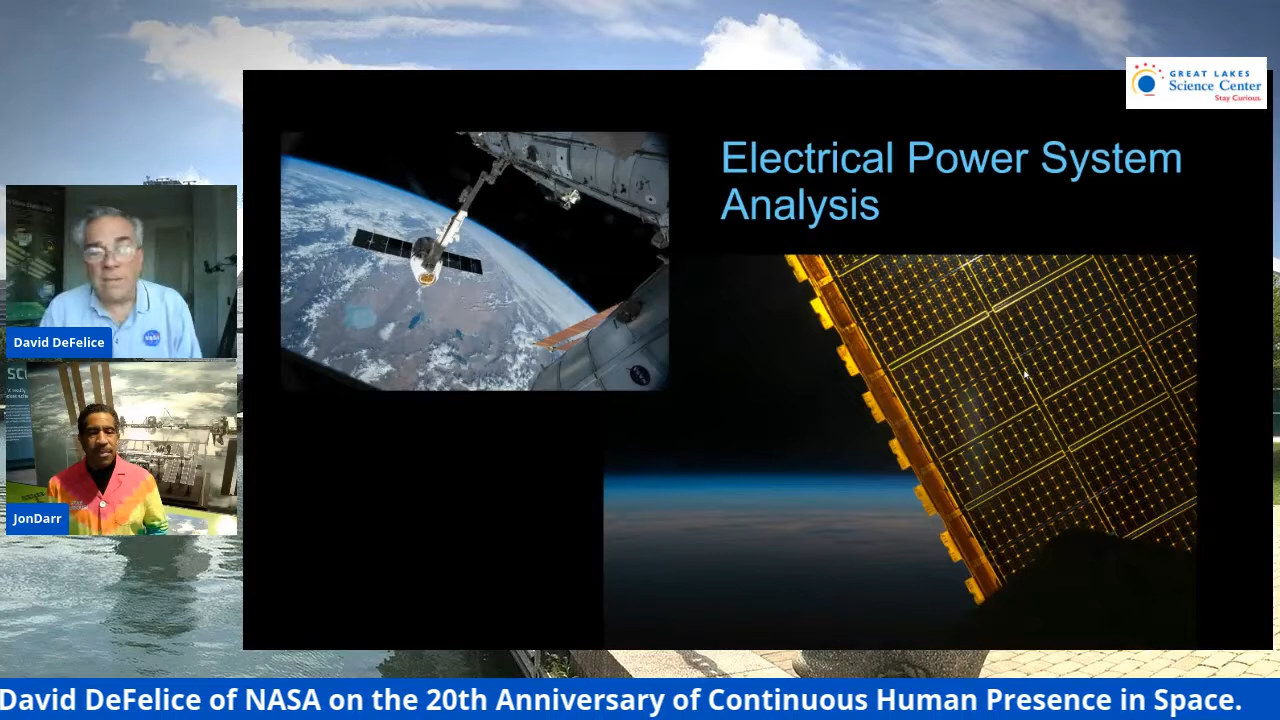 GREAT LAKES
Science Center
Stay Curious.
Electrical Power System
Analysis
NASA
David DeFelice
JonDarr
David DeFelice of NASA on the 20th Anniversary of Continuous Human Presence in Space.